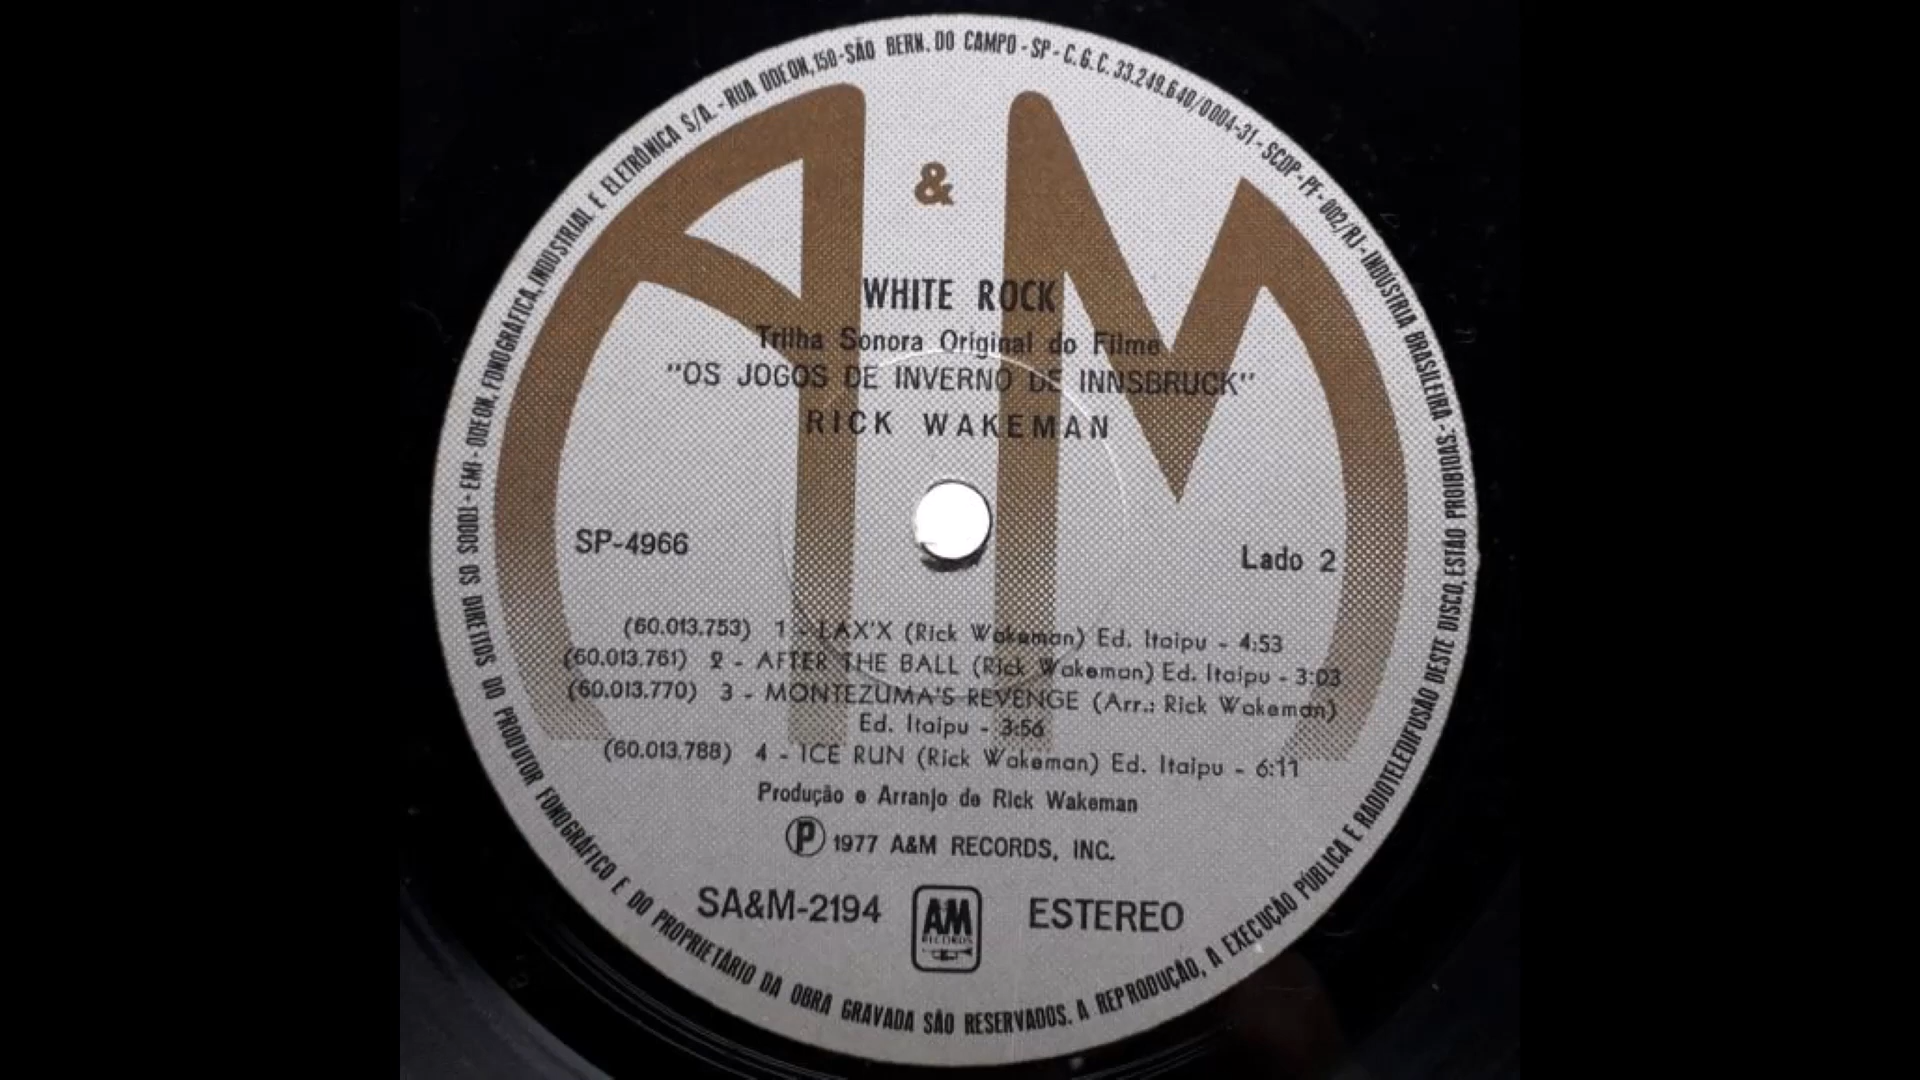 EMI-ODEON, FONOGRÁFICA, INDUSTRIAL E ELETRÔNICA S/A. - RUA ODEON, 150 - SÃO BERN. DO CAMPO - SP - C.G.C. 33.249.640/0004-31 - SCDP - PF - 002/RJ - INDÚSTRIA BRASILEIRA - TODOS OS DIREITOS DO PRODUTOR FONOGRÁFICO E DO PROPRIETÁRIO DA OBRA GRAVADA SÃO RESERVADOS. A REPRODUÇÃO, A EXECUÇÃO PÚBLICA E RADIOTELEDIFUSÃO DESTE DISCO, ESTÃO PROIBIDAS.
A & M
WHITE ROCK
Trilha Sonora Original do Filme
"OS JOGOS DE INVERNO DE INNSBRUCK"
RICK WAKEMAN
SP-4966
Lado 2
(60.013.753) 1 - LAX'X (Rick Wakeman) Ed. Itaipu - 4:53
(60.013.761) 2 - AFTER THE BALL (Rick Wakeman) Ed. Itaipu - 3:03
(60.013.770) 3 - MONTEZUMA'S REVENGE (Arr.: Rick Wakeman)
Ed. Itaipu - 3:56
(60.013.788) 4 - ICE RUN (Rick Wakeman) Ed. Itaipu - 6:11
Produção e Arranjo de Rick Wakeman
Ⓟ 1977 A&M RECORDS, INC.
SA&M-2194
AM
RECORDS
ESTEREO